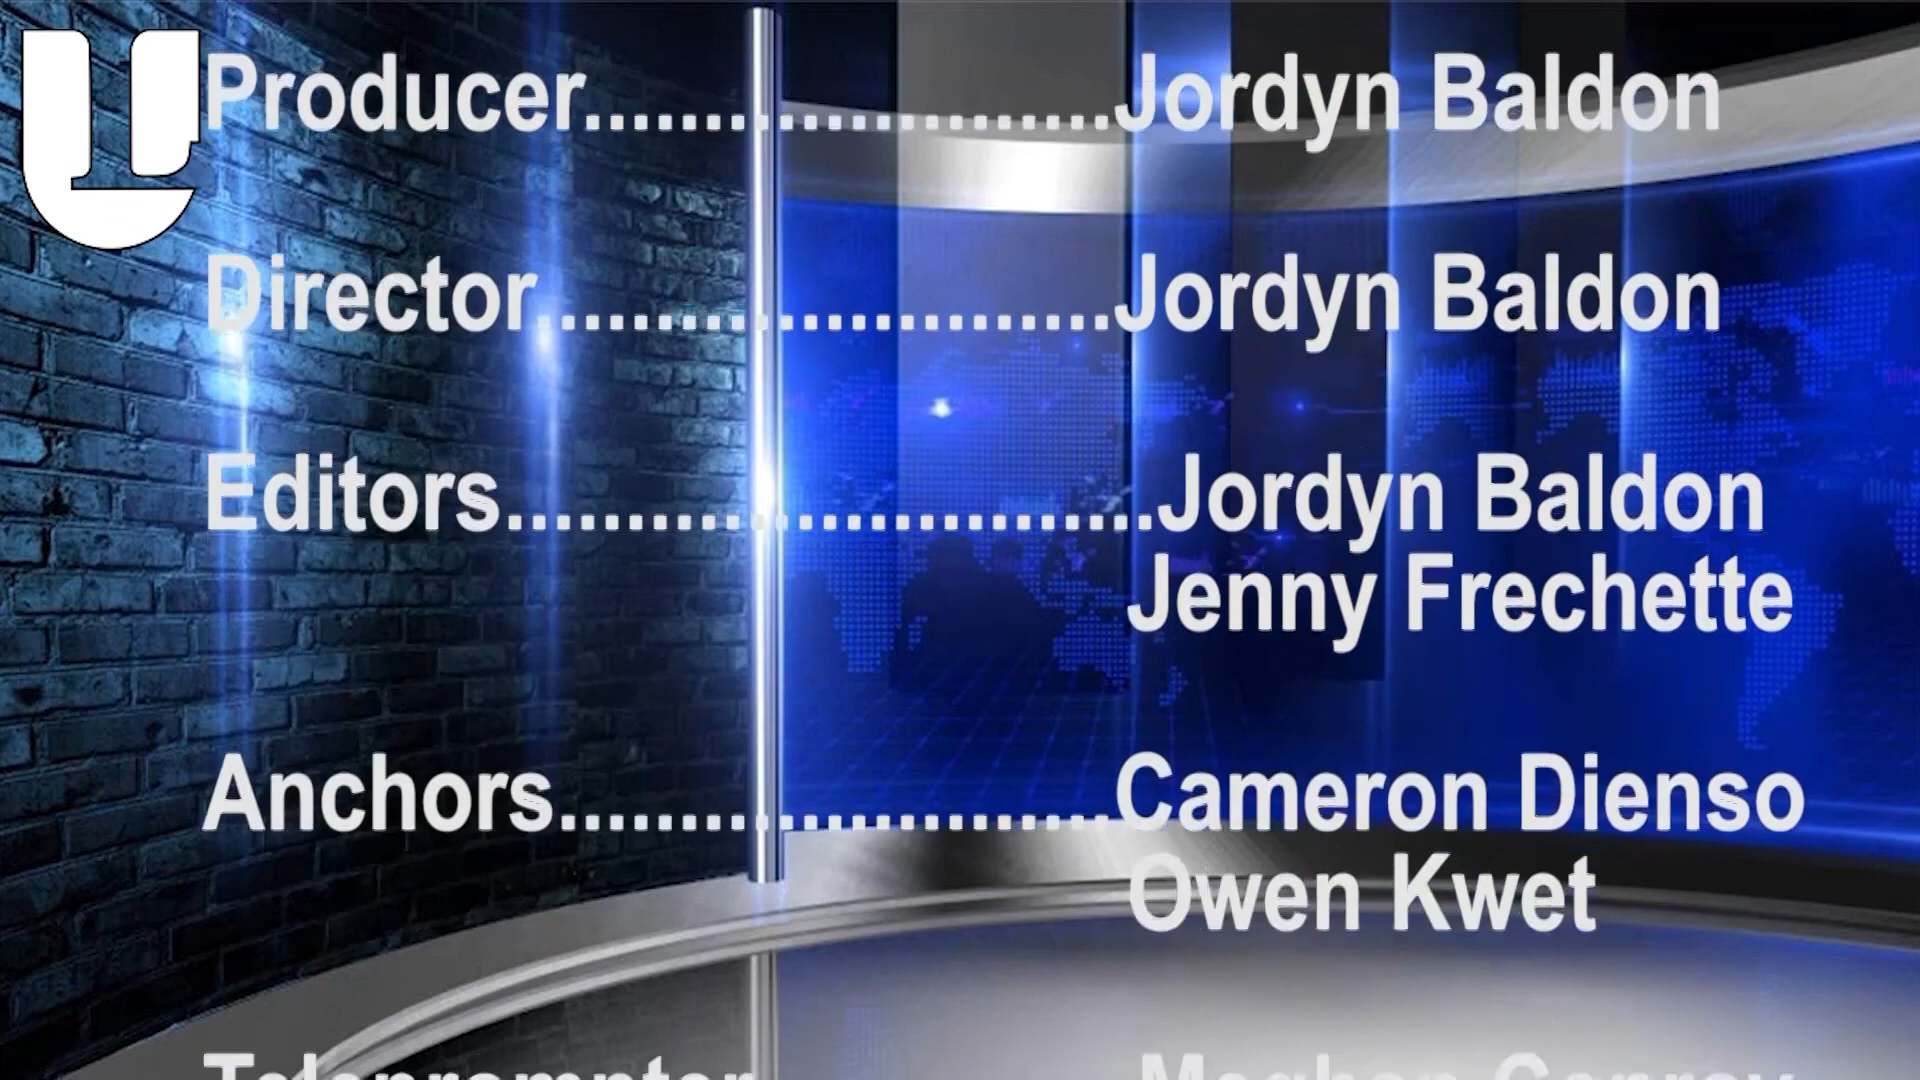 Producer......................Jordyn Baldon
Director.......................Jordyn Baldon
Editors...........................Jordyn Baldon
Jenny Frechette
Anchors.......................Cameron Dienso
Owen Kwet